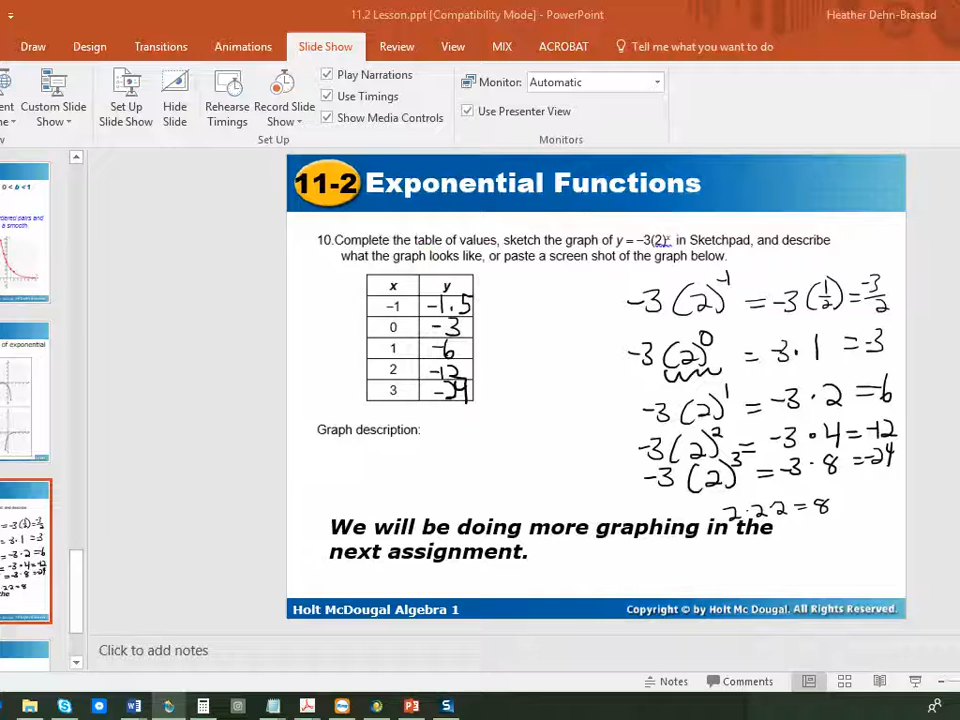 11.2 Lesson.ppt [Compatibility Mode] - PowerPoint
Heather Dehn-Brastad
Draw Design Transitions Animations Slide Show Review View MIX ACROBAT Tell me what you want to do
Custom Slide Show
Set Up Slide Show
Hide Slide
Rehearse Timings
Record Slide Show
Play Narrations
Use Timings
Show Media Controls
Set Up
Monitor: Automatic
Use Presenter View
Monitors
0 < b < 1
ordered pairs and
a smooth
of exponential
11-2 Exponential Functions
10.Complete the table of values, sketch the graph of y = –3(2)ˣ in Sketchpad, and describe
what the graph looks like, or paste a screen shot of the graph below.
x y
–1 -1.5
0 -3
1 -6
2 -12
3 -24
Graph description:
-3(2)⁻¹ = -3(1/2) = -3/2
-3(2)⁰ = -3·1 = -3
-3(2)¹ = -3·2 = -6
-3(2)² = -3·4 = -12
-3(2)³ = -3·8 = -24
2·2·2 = 8
We will be doing more graphing in the
next assignment.
Holt McDougal Algebra 1
Copyright © by Holt Mc Dougal. All Rights Reserved.
Click to add notes
Notes Comments